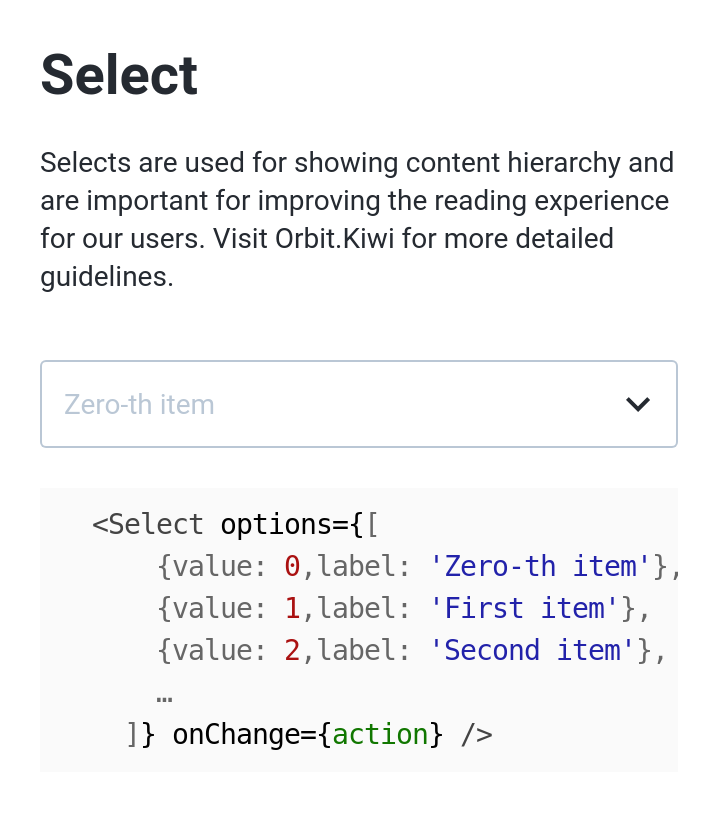 Select
Selects are used for showing content hierarchy and
are important for improving the reading experience
for our users. Visit Orbit.Kiwi for more detailed
guidelines.
Zero-th item
<Select options={[
{value: 0,label: 'Zero-th item'},
{value: 1,label: 'First item'},
{value: 2,label: 'Second item'},
…
]} onChange={action} />